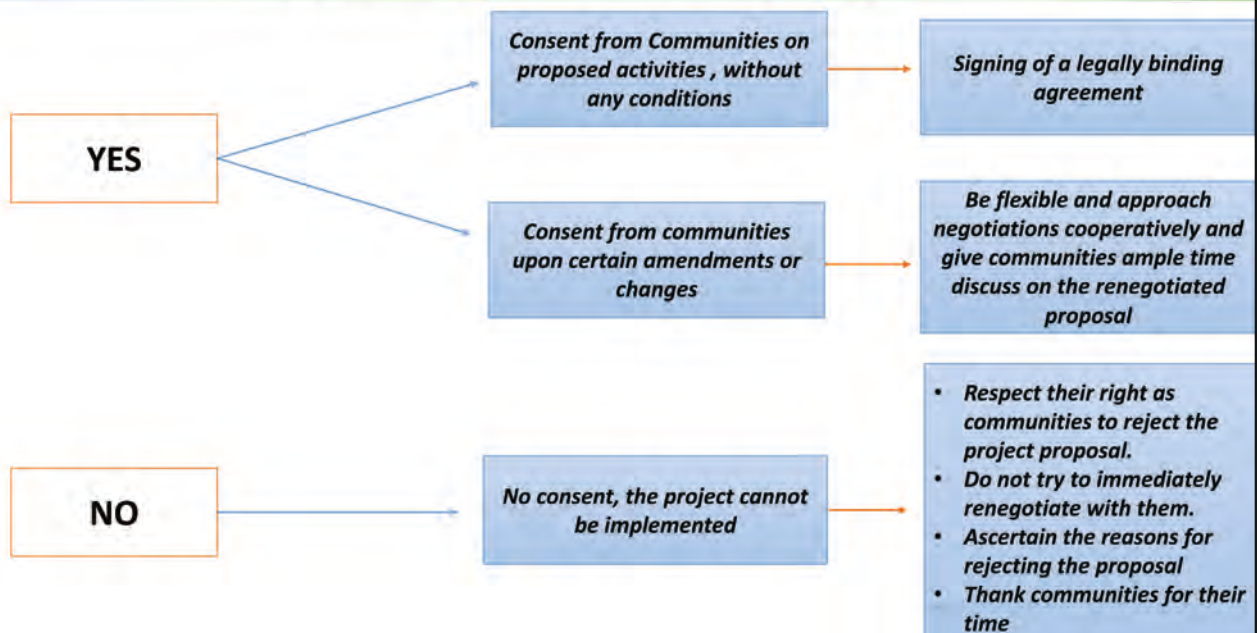 YES
Consent from Communities on
proposed activities , without
any conditions
Signing of a legally binding
agreement
Consent from communities
upon certain amendments or
changes
Be flexible and approach
negotiations cooperatively and
give communities ample time
discuss on the renegotiated
proposal
NO
No consent, the project cannot
be implemented
• Respect their right as
communities to reject the
project proposal.
• Do not try to immediately
renegotiate with them.
• Ascertain the reasons for
rejecting the proposal
• Thank communities for their
time